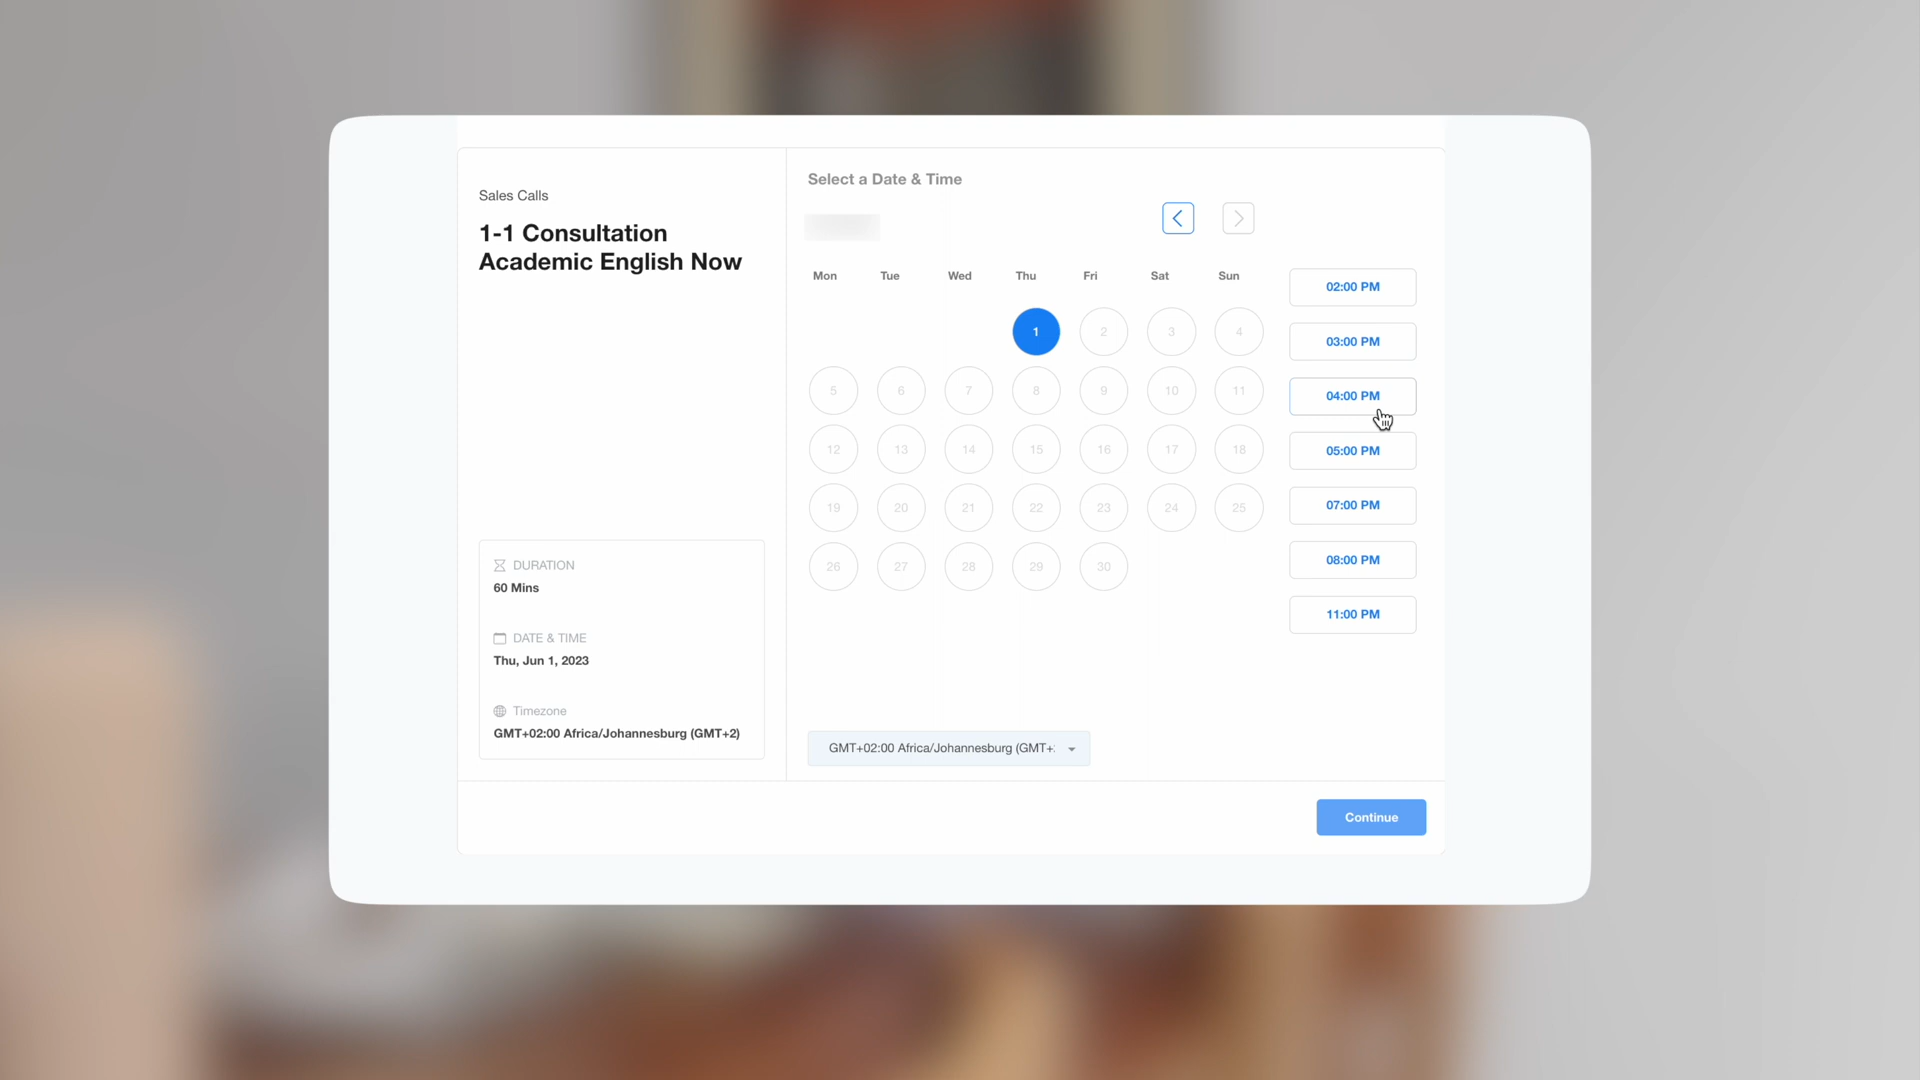 Sales Calls
1-1 Consultation
Academic English Now
DURATION
60 Mins
DATE & TIME
Thu, Jun 1, 2023
Timezone
GMT+02:00 Africa/Johannesburg (GMT+2)
Select a Date & Time
Mon Tue Wed Thu Fri Sat Sun
1 2 3 4
5 6 7 8 9 10 11
12 13 14 15 16 17 18
19 20 21 22 23 24 25
26 27 28 29 30
GMT+02:00 Africa/Johannesburg (GMT+:
02:00 PM
03:00 PM
04:00 PM
05:00 PM
07:00 PM
08:00 PM
11:00 PM
Continue